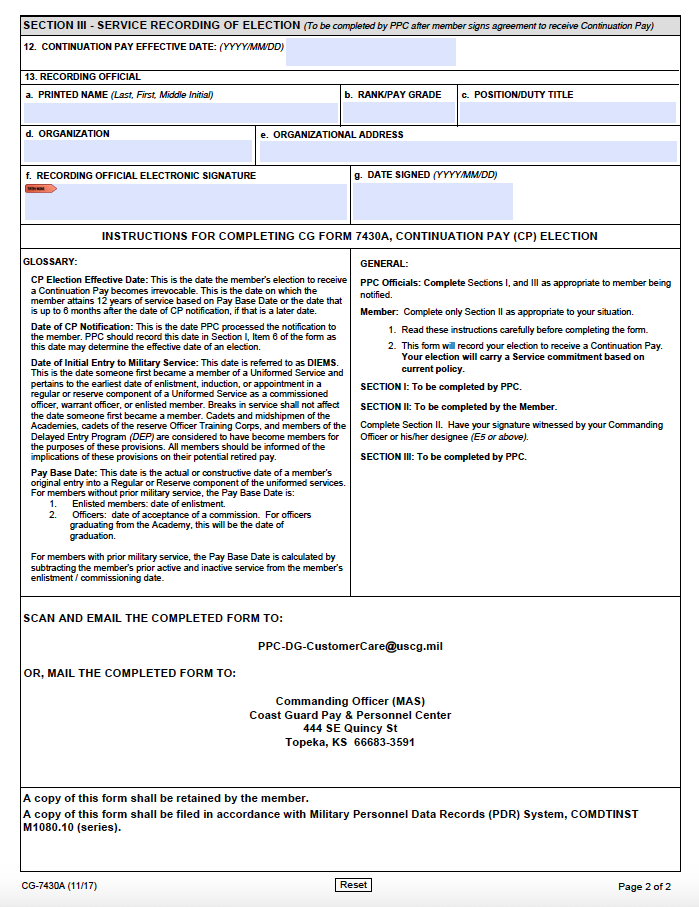 SECTION III - SERVICE RECORDING OF ELECTION (To be completed by PPC after member signs agreement to receive Continuation Pay)
12. CONTINUATION PAY EFFECTIVE DATE: (YYYY/MM/DD)
13. RECORDING OFFICIAL
a. PRINTED NAME (Last, First, Middle Initial)
b. RANK/PAY GRADE
c. POSITION/DUTY TITLE
d. ORGANIZATION
e. ORGANIZATIONAL ADDRESS
f. RECORDING OFFICIAL ELECTRONIC SIGNATURE
g. DATE SIGNED (YYYY/MM/DD)
INSTRUCTIONS FOR COMPLETING CG FORM 7430A, CONTINUATION PAY (CP) ELECTION
GLOSSARY:
CP Election Effective Date: This is the date the member's election to receive
a Continuation Pay becomes irrevocable. This is the date on which the
member attains 12 years of service based on Pay Base Date or the date that
is up to 6 months after the date of CP notification, if that is a later date.
Date of CP Notification: This is the date PPC processed the notification to
the member. PPC should record this date in Section I, Item 6 of the form as
this date may determine the effective date of an election.
Date of Initial Entry to Military Service: This date is referred to as DIEMS.
This is the date someone first became a member of a Uniformed Service and
pertains to the earliest date of enlistment, induction, or appointment in a
regular or reserve component of a Uniformed Service as a commissioned
officer, warrant officer, or enlisted member. Breaks in service shall not affect
the date someone first became a member. Cadets and midshipmen of the
Academies, cadets of the reserve Officer Training Corps, and members of the
Delayed Entry Program (DEP) are considered to have become members for
the purposes of these provisions. All members should be informed of the
implications of these provisions on their potential retired pay.
Pay Base Date: This date is the actual or constructive date of a member's
original entry into a Regular or Reserve component of the uniformed services.
For members without prior military service, the Pay Base Date is:
1. Enlisted members: date of enlistment.
2. Officers: date of acceptance of a commission. For officers
graduating from the Academy, this will be the date of
graduation.
For members with prior military service, the Pay Base Date is calculated by
subtracting the member's prior active and inactive service from the member's
enlistment / commissioning date.
GENERAL:
PPC Officials: Complete Sections I, and III as appropriate to member being
notified.
Member: Complete only Section II as appropriate to your situation.
1. Read these instructions carefully before completing the form.
2. This form will record your election to receive a Continuation Pay.
Your election will carry a Service commitment based on
current policy.
SECTION I: To be completed by PPC.
SECTION II: To be completed by the Member.
Complete Section II. Have your signature witnessed by your Commanding
Officer or his/her designee (E5 or above).
SECTION III: To be completed by PPC.
SCAN AND EMAIL THE COMPLETED FORM TO:
PPC-DG-CustomerCare@uscg.mil
OR, MAIL THE COMPLETED FORM TO:
Commanding Officer (MAS)
Coast Guard Pay & Personnel Center
444 SE Quincy St
Topeka, KS 66683-3591
A copy of this form shall be retained by the member.
A copy of this form shall be filed in accordance with Military Personnel Data Records (PDR) System, COMDTINST
M1080.10 (series).
CG-7430A (11/17)
Reset
Page 2 of 2